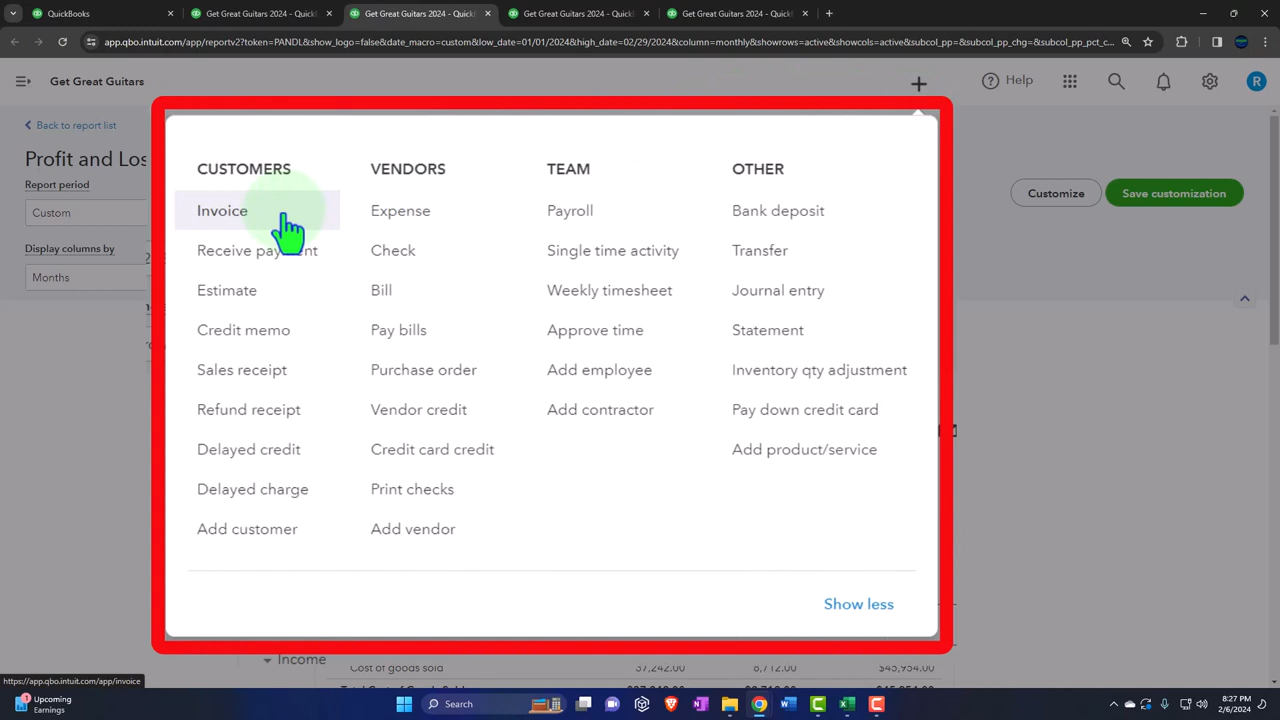 QuickBooks
Get Great Guitars 2024 - QuickB
Get Great Guitars 2024 - QuickB
Get Great Guitars 2024 - QuickB
Get Great Guitars 2024 - QuickB
app.qbo.intuit.com/app/reportv2?token=PANDL&show_logo=false&date_macro=custom&low_date=01/01/2024&high_date=02/29/2024&column=monthly&showrows=active&showcols=active&subcol_pp=&subcol_pp_chg=&subcol_pp_pct_c...
Get Great Guitars
Help
R
Back to report list
Profit and Los
Report period
Custom
Display columns by
Months
Customize
Save customization
CUSTOMERS
Invoice
Receive payment
Estimate
Credit memo
Sales receipt
Refund receipt
Delayed credit
Delayed charge
Add customer
VENDORS
Expense
Check
Bill
Pay bills
Purchase order
Vendor credit
Credit card credit
Print checks
Add vendor
TEAM
Payroll
Single time activity
Weekly timesheet
Approve time
Add employee
Add contractor
OTHER
Bank deposit
Transfer
Journal entry
Statement
Inventory qty adjustment
Pay down credit card
Add product/service
Show less
Income
Cost of goods sold 37,242.00 8,712.00 $45,954.00
https://app.qbo.intuit.com/app/invoice
1
Upcoming
Earnings
Search
8:27 PM
2/6/2024